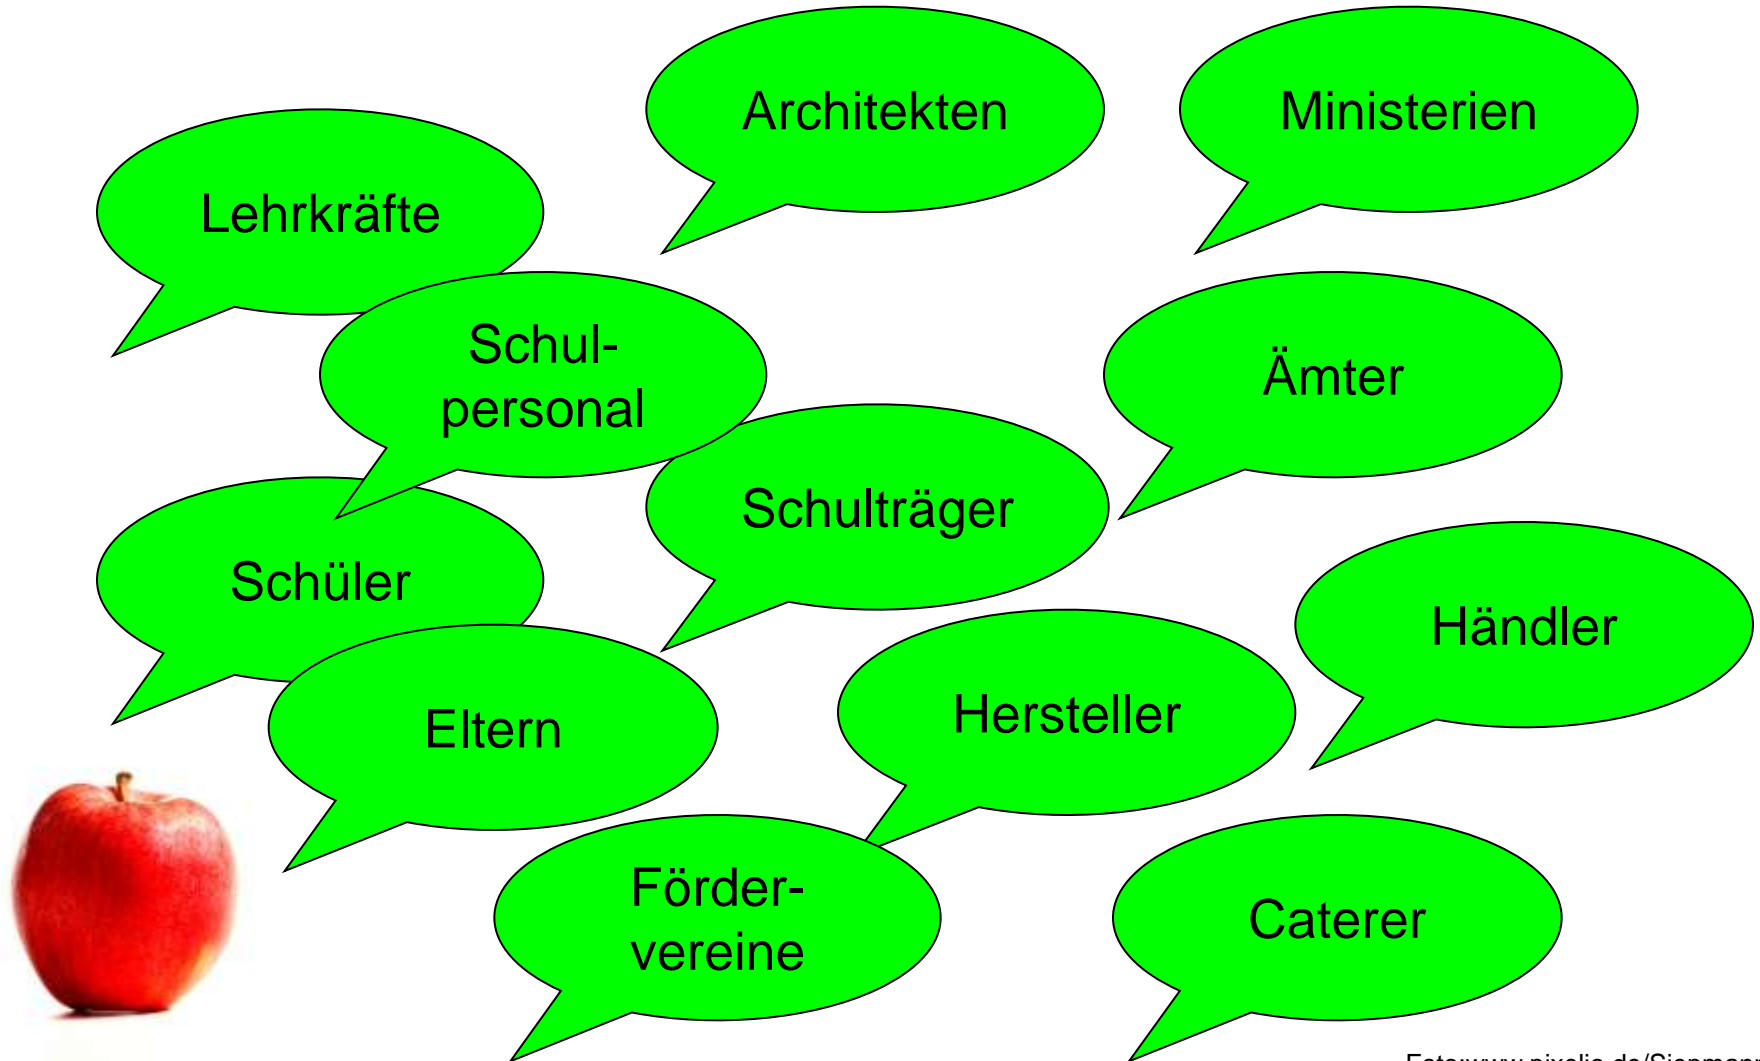 Architekten
Ministerien
Lehrkräfte
Schul-
personal
Ämter
Schulträger
Schüler
Händler
Hersteller
Eltern
Förder-
vereine
Caterer